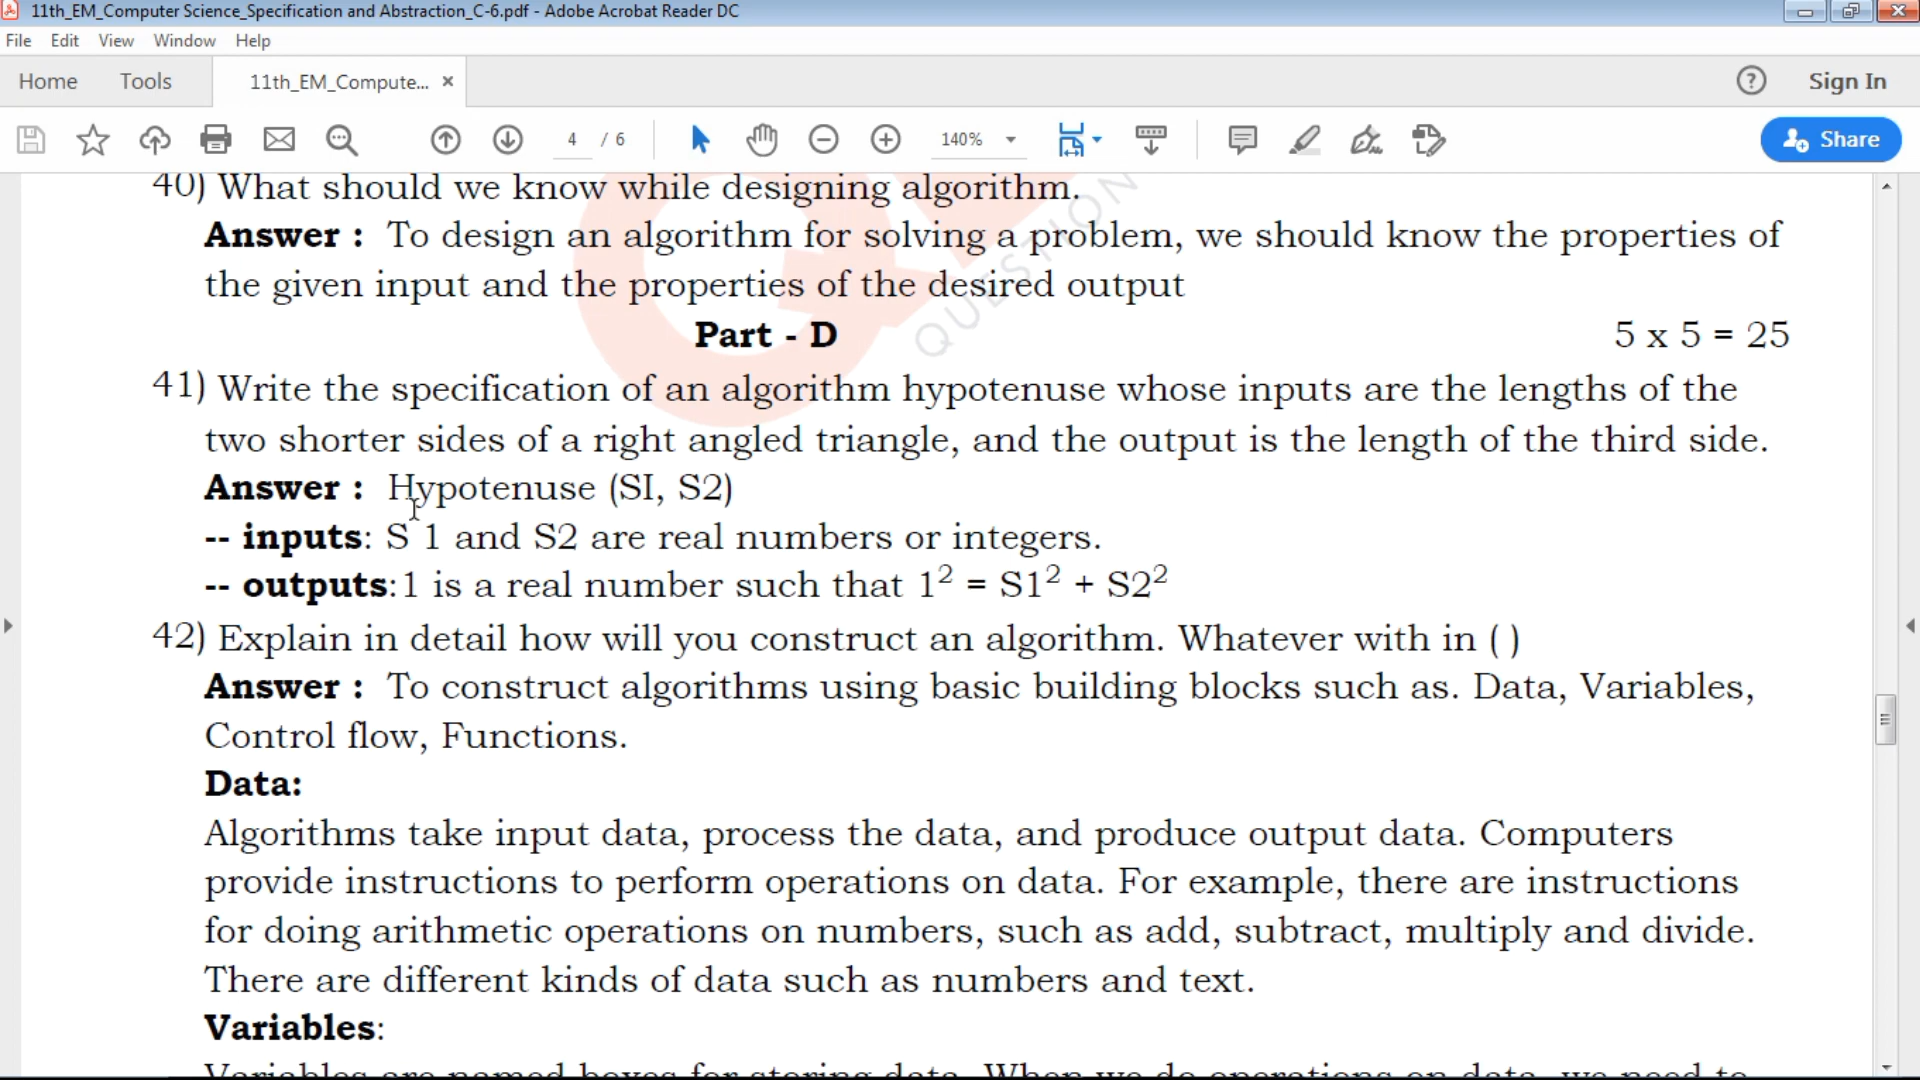 11th_EM_Computer Science_Specification and Abstraction_C-6.pdf - Adobe Acrobat Reader DC
File Edit View Window Help
Home Tools 11th_EM_Compute... × ? Sign In
4 / 6 140% Share
40) What should we know while designing algorithm.
Answer : To design an algorithm for solving a problem, we should know the properties of
the given input and the properties of the desired output
QUESTION
Part - D 5 x 5 = 25
41) Write the specification of an algorithm hypotenuse whose inputs are the lengths of the
two shorter sides of a right angled triangle, and the output is the length of the third side.
Answer : Hypotenuse (SI, S2)
-- inputs: S 1 and S2 are real numbers or integers.
-- outputs:1 is a real number such that 1² = S1² + S2²
42) Explain in detail how will you construct an algorithm. Whatever with in ( )
Answer : To construct algorithms using basic building blocks such as. Data, Variables,
Control flow, Functions.
Data:
Algorithms take input data, process the data, and produce output data. Computers
provide instructions to perform operations on data. For example, there are instructions
for doing arithmetic operations on numbers, such as add, subtract, multiply and divide.
There are different kinds of data such as numbers and text.
Variables:
Variables are named boxes for storing data. When we do operations on data, we need to